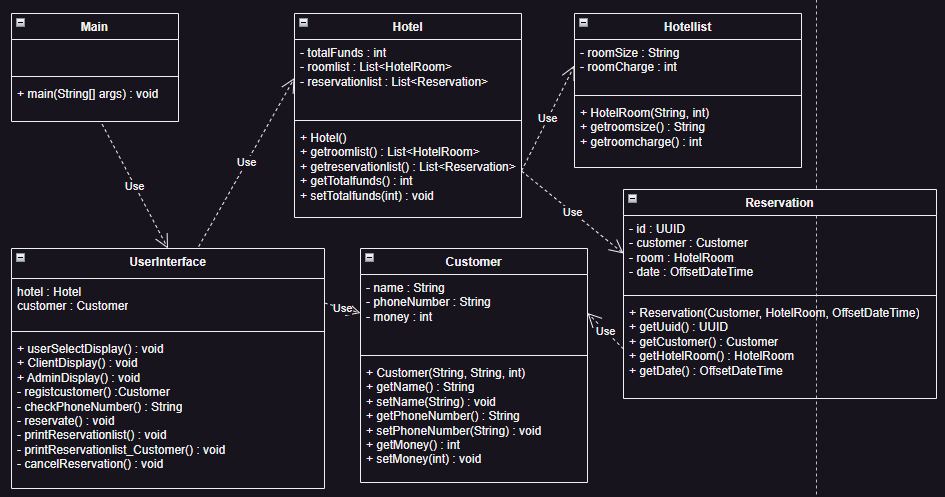 Main
+ main(String[] args) : void
Hotel
- totalFunds : int
- roomlist : List<HotelRoom>
- reservationlist : List<Reservation>
+ Hotel()
+ getroomlist() : List<HotelRoom>
+ getreservationlist() : List<Reservation>
+ getTotalfunds() : int
+ setTotalfunds(int) : void
Hotellist
- roomSize : String
- roomCharge : int
+ HotelRoom(String, int)
+ getroomsize() : String
+ getroomcharge() : int
Use
Use
Use
Use
Reservation
- id : UUID
- customer : Customer
- room : HotelRoom
- date : OffsetDateTime
+ Reservation(Customer, HotelRoom, OffsetDateTime)
+ getUuid() : UUID
+ getCustomer() : Customer
+ getHotelRoom() : HotelRoom
+ getDate() : OffsetDateTime
UserInterface
hotel : Hotel
customer : Customer
+ userSelectDisplay() : void
+ ClientDisplay() : void
+ AdminDisplay() : void
- registcustomer() :Customer
- checkPhoneNumber() : String
- reservate() : void
- printReservationlist() : void
- printReservationlist_Customer() : void
- cancelReservation() : void
Use
Customer
- name : String
- phoneNumber : String
- money : int
+ Customer(String, String, int)
+ getName() : String
+ setName(String) : void
+ getPhoneNumber() : String
+ setPhoneNumber(String) : void
+ getMoney() : int
+ setMoney(int) : void
Use